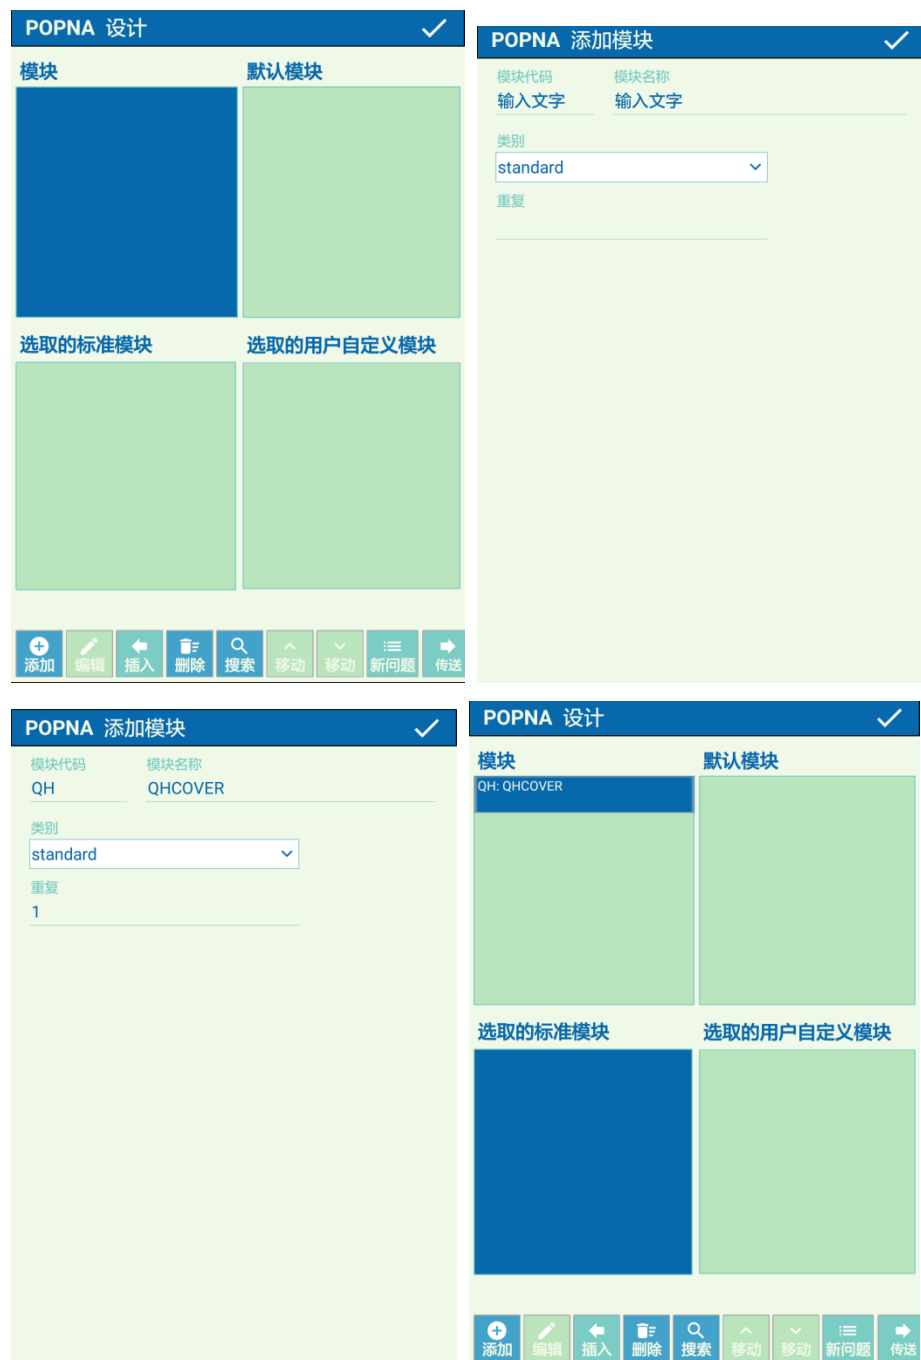 POPNA 设计
模块 默认模块
选取的标准模块 选取的用户自定义模块
添加 编辑 插入 删除 搜索 移动 移动 新问题 传送
POPNA 添加模块
模块代码 模块名称
输入文字 输入文字
类别
standard
重复
POPNA 添加模块
模块代码 模块名称
QH QHCOVER
类别
standard
重复
1
POPNA 设计
模块 默认模块
QH: QHCOVER
选取的标准模块 选取的用户自定义模块
添加 编辑 插入 删除 搜索 移动 移动 新问题 传送